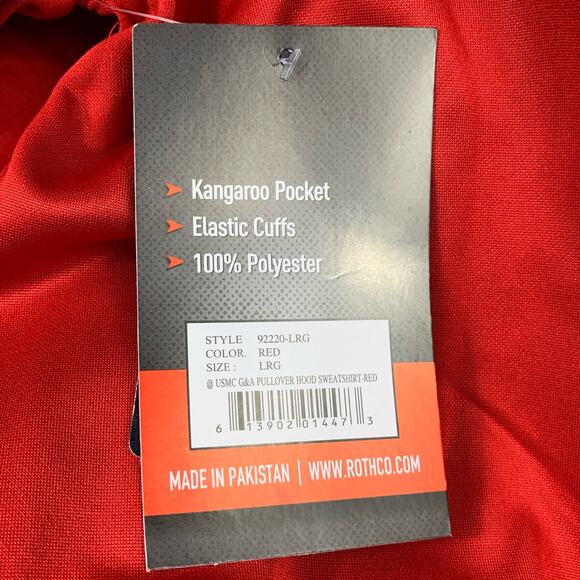 Kangaroo Pocket
Elastic Cuffs
100% Polyester
STYLE 92220-LRG
COLOR. RED
SIZE : LRG
@ USMC G&A PULLOVER HOOD SWEATSHIRT-RED
6 13902 01447 3
MADE IN PAKISTAN | WWW.ROTHCO.COM